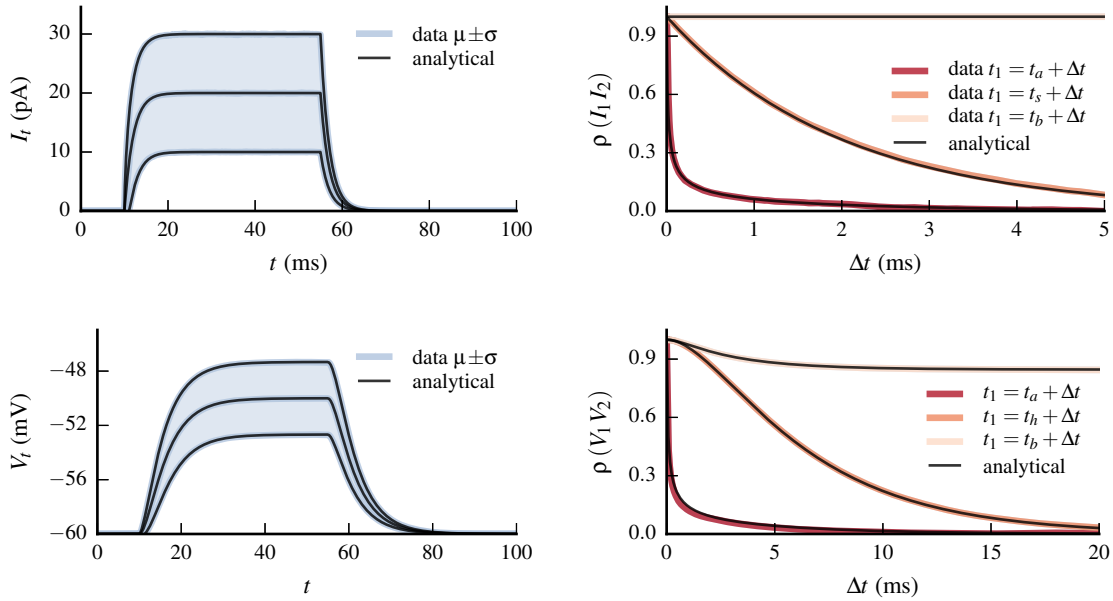 30
20
10
0
I_t (pA)
data μ±σ
analytical
0 20 40 60 80 100
t (ms)
0.9
0.6
0.3
0.0
ρ (I_1 I_2)
data t_1 = t_a + Δt
data t_1 = t_s + Δt
data t_1 = t_b + Δt
analytical
0 1 2 3 4 5
Δt (ms)
−48
−52
−56
−60
V_t (mV)
data μ±σ
analytical
0 20 40 60 80 100
t
0.9
0.6
0.3
0.0
ρ (V_1 V_2)
t_1 = t_a + Δt
t_1 = t_h + Δt
t_1 = t_b + Δt
analytical
0 5 10 15 20
Δt (ms)